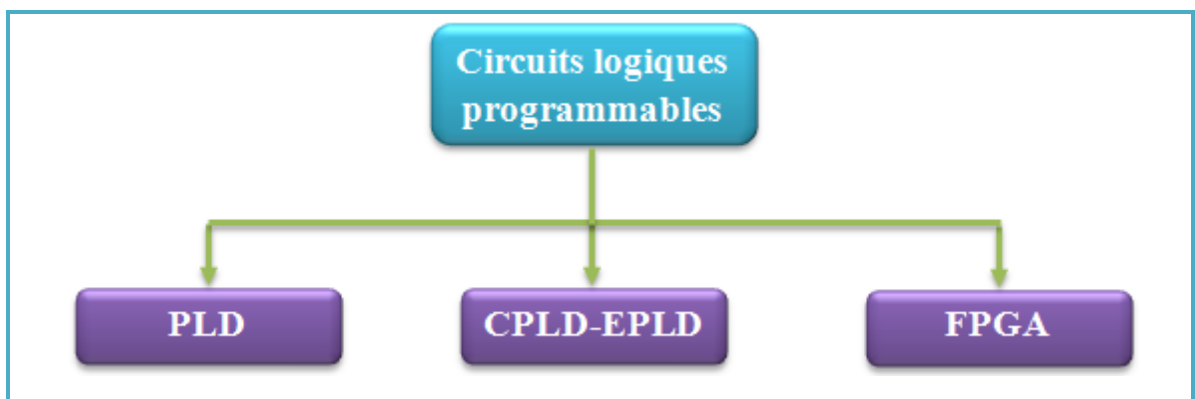 Circuits logiques
programmables
PLD
CPLD-EPLD
FPGA